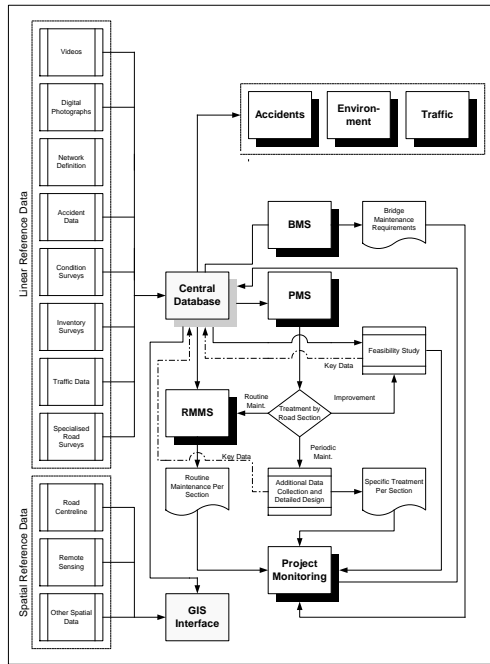 Linear Reference Data
Videos
Digital
Photographs
Network
Definition
Accident
Data
Condition
Surveys
Inventory
Surveys
Traffic Data
Specialised
Road Surveys
Spatial Reference Data
Road
Centreline
Remote
Sensing
Other Spatial
Data
Accidents
Environ-
ment
Traffic
BMS
Bridge
Maintenance
Requirements
Central
Database
PMS
Feasibility Study
Key Data
RMMS
Routine
Maint.
Treatment by
Road Section
Improvement
Periodic
Maint.
Key Data
Routine
Maintenance Per
Section
Additional Data
Collection and
Detailed Design
Specific Treatment
Per Section
Project
Monitoring
GIS
Interface